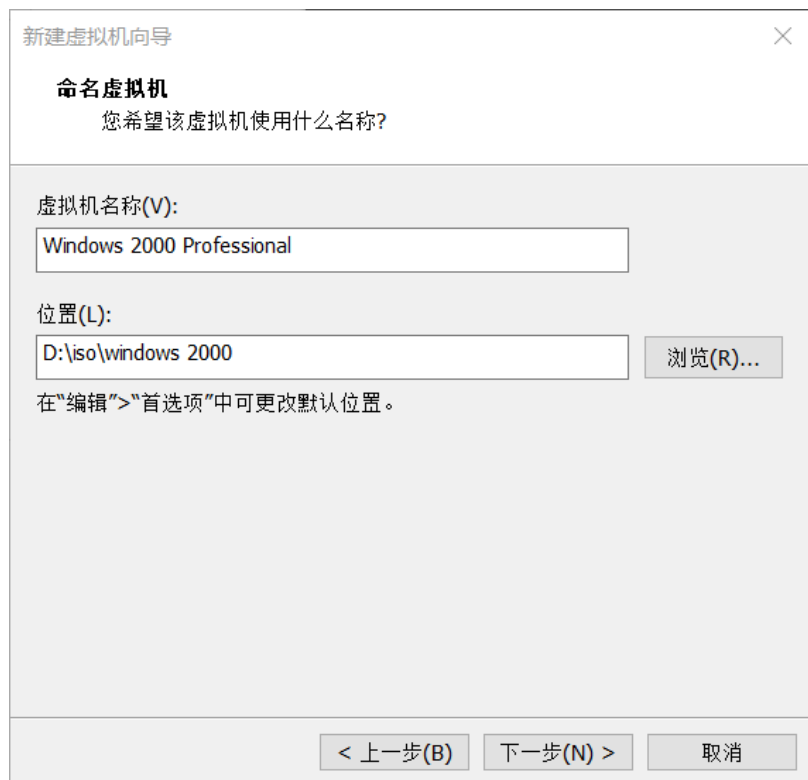 新建虚拟机向导
命名虚拟机
您希望该虚拟机使用什么名称?
虚拟机名称(V):
Windows 2000 Professional
位置(L):
D:\iso\windows 2000
浏览(R)...
在“编辑”>“首选项”中可更改默认位置。
< 上一步(B)
下一步(N) >
取消